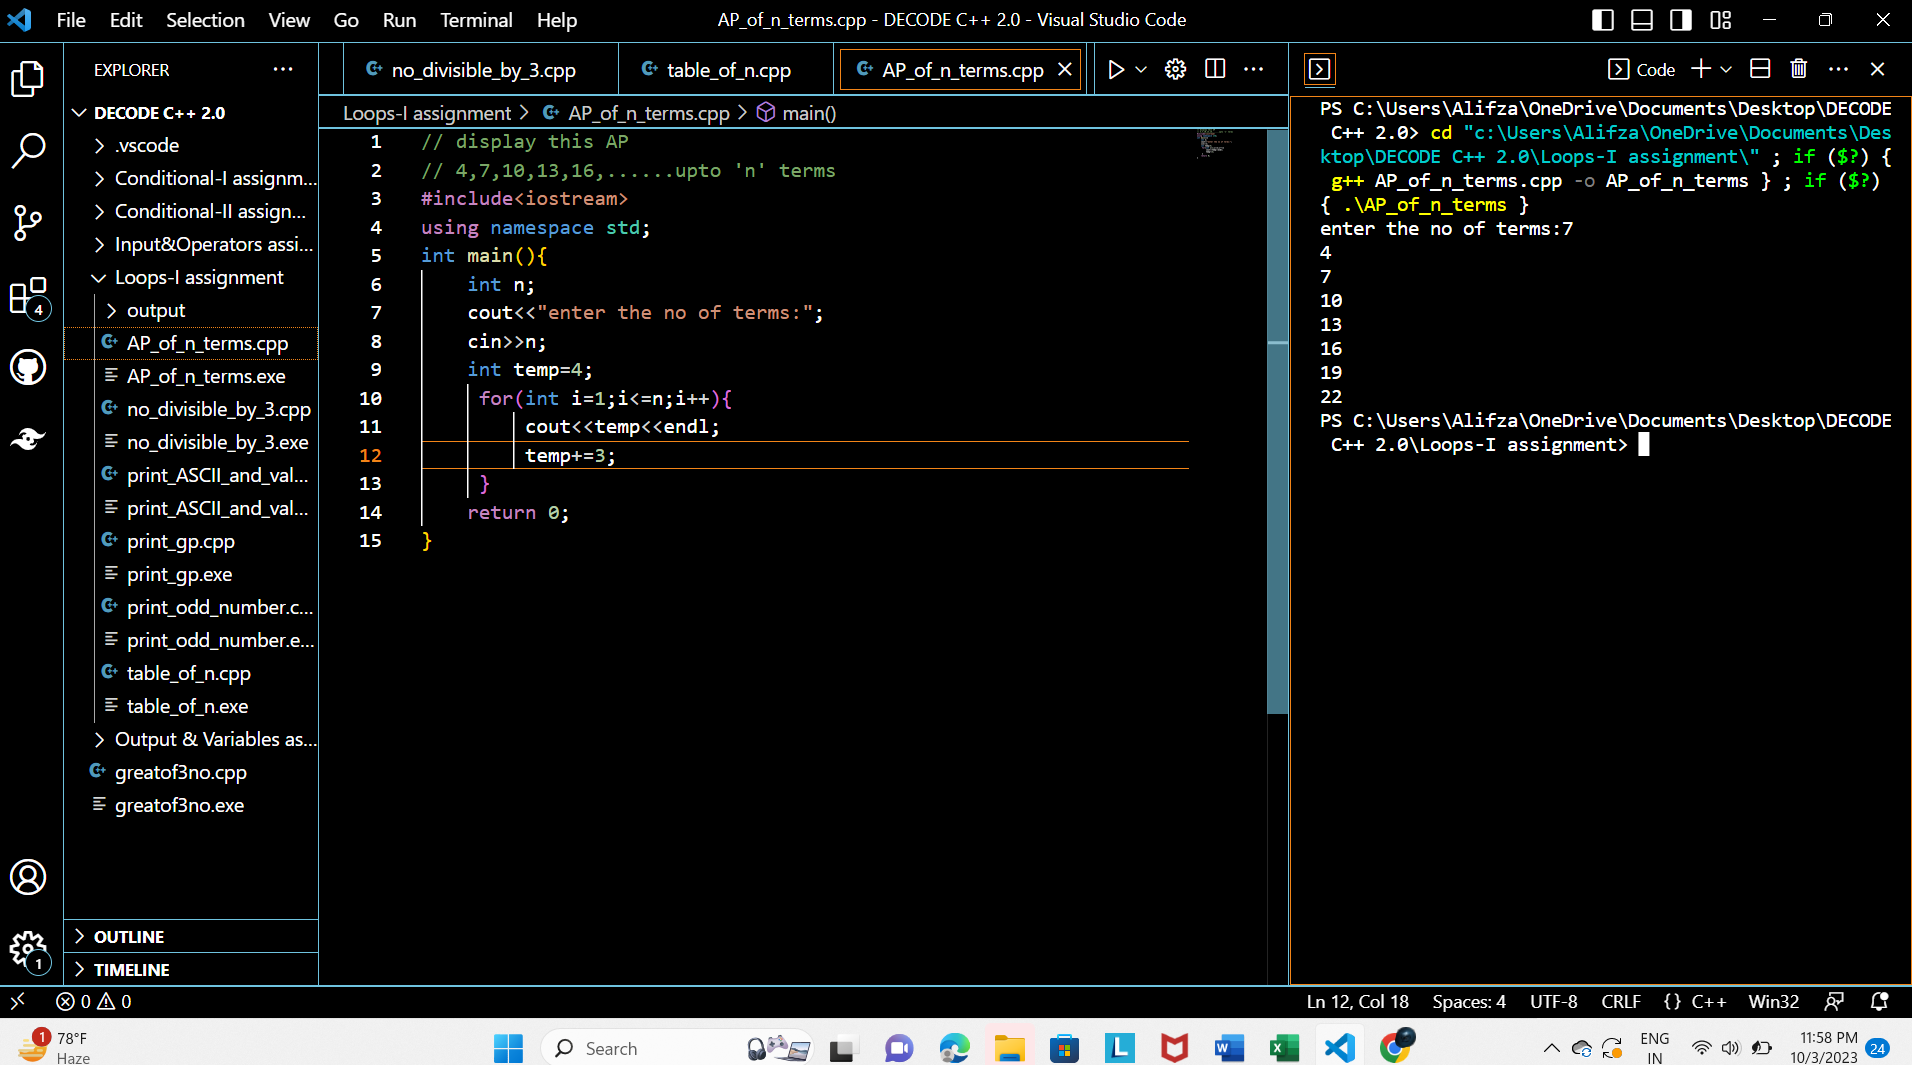 File Edit Selection View Go Run Terminal Help
AP_of_n_terms.cpp - DECODE C++ 2.0 - Visual Studio Code
EXPLORER
DECODE C++ 2.0
.vscode
Conditional-I assignm...
Conditional-II assign...
Input&Operators assi...
Loops-I assignment
output
AP_of_n_terms.cpp
AP_of_n_terms.exe
no_divisible_by_3.cpp
no_divisible_by_3.exe
print_ASCII_and_val...
print_ASCII_and_val...
print_gp.cpp
print_gp.exe
print_odd_number.c...
print_odd_number.e...
table_of_n.cpp
table_of_n.exe
Output & Variables as...
greatof3no.cpp
greatof3no.exe
OUTLINE
TIMELINE
4
1
no_divisible_by_3.cpp
table_of_n.cpp
AP_of_n_terms.cpp
Loops-I assignment > AP_of_n_terms.cpp > main()
1 // display this AP
2 // 4,7,10,13,16,......upto 'n' terms
3 #include<iostream>
4 using namespace std;
5 int main(){
6 int n;
7 cout<<"enter the no of terms:";
8 cin>>n;
9 int temp=4;
10 for(int i=1;i<=n;i++){
11 cout<<temp<<endl;
12 temp+=3;
13 }
14 return 0;
15 }
Code
PS C:\Users\Alifza\OneDrive\Documents\Desktop\DECODE
C++ 2.0> cd "c:\Users\Alifza\OneDrive\Documents\Des
ktop\DECODE C++ 2.0\Loops-I assignment\" ; if ($?) {
g++ AP_of_n_terms.cpp -o AP_of_n_terms } ; if ($?)
{ .\AP_of_n_terms }
enter the no of terms:7
4
7
10
13
16
19
22
PS C:\Users\Alifza\OneDrive\Documents\Desktop\DECODE
C++ 2.0\Loops-I assignment>
0 0
Ln 12, Col 18 Spaces: 4 UTF-8 CRLF {} C++ Win32
1
78°F
Haze
Search
L
W
X
ENG
IN
11:58 PM
10/3/2023
24